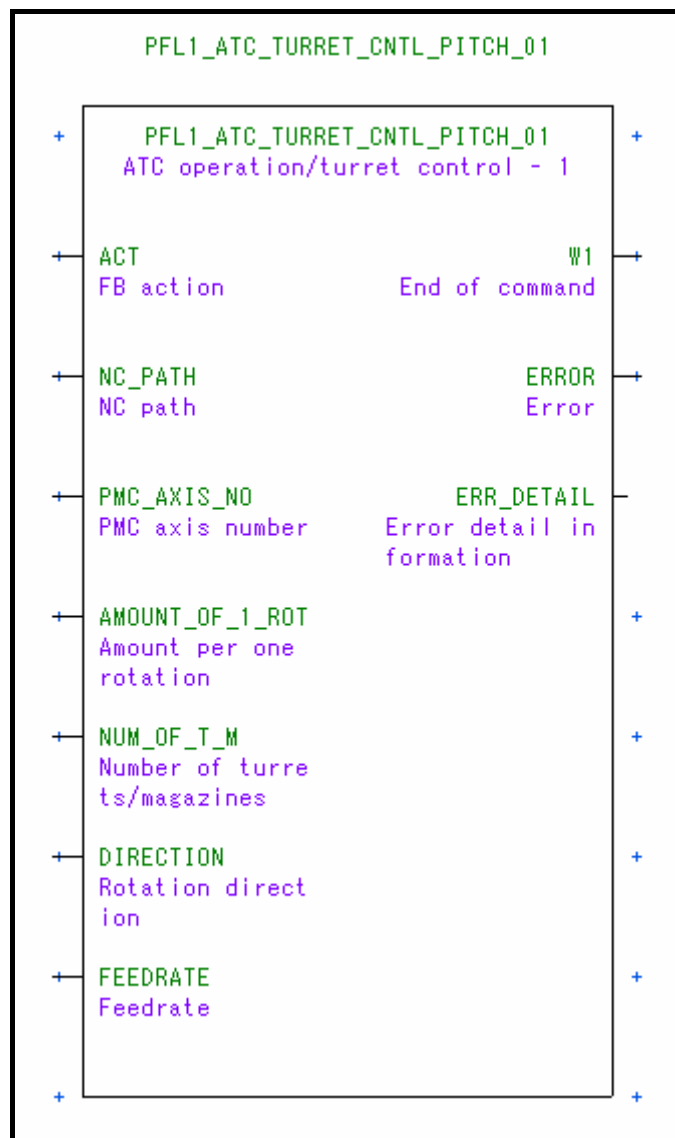 PFL1_ATC_TURRET_CNTL_PITCH_01
PFL1_ATC_TURRET_CNTL_PITCH_01
ATC operation/turret control - 1
ACT W1
FB action End of command
NC_PATH ERROR
NC path Error
PMC_AXIS_NO ERR_DETAIL
PMC axis number Error detail in
formation
AMOUNT_OF_1_ROT
Amount per one
rotation
NUM_OF_T_M
Number of turre
ts/magazines
DIRECTION
Rotation direct
ion
FEEDRATE
Feedrate